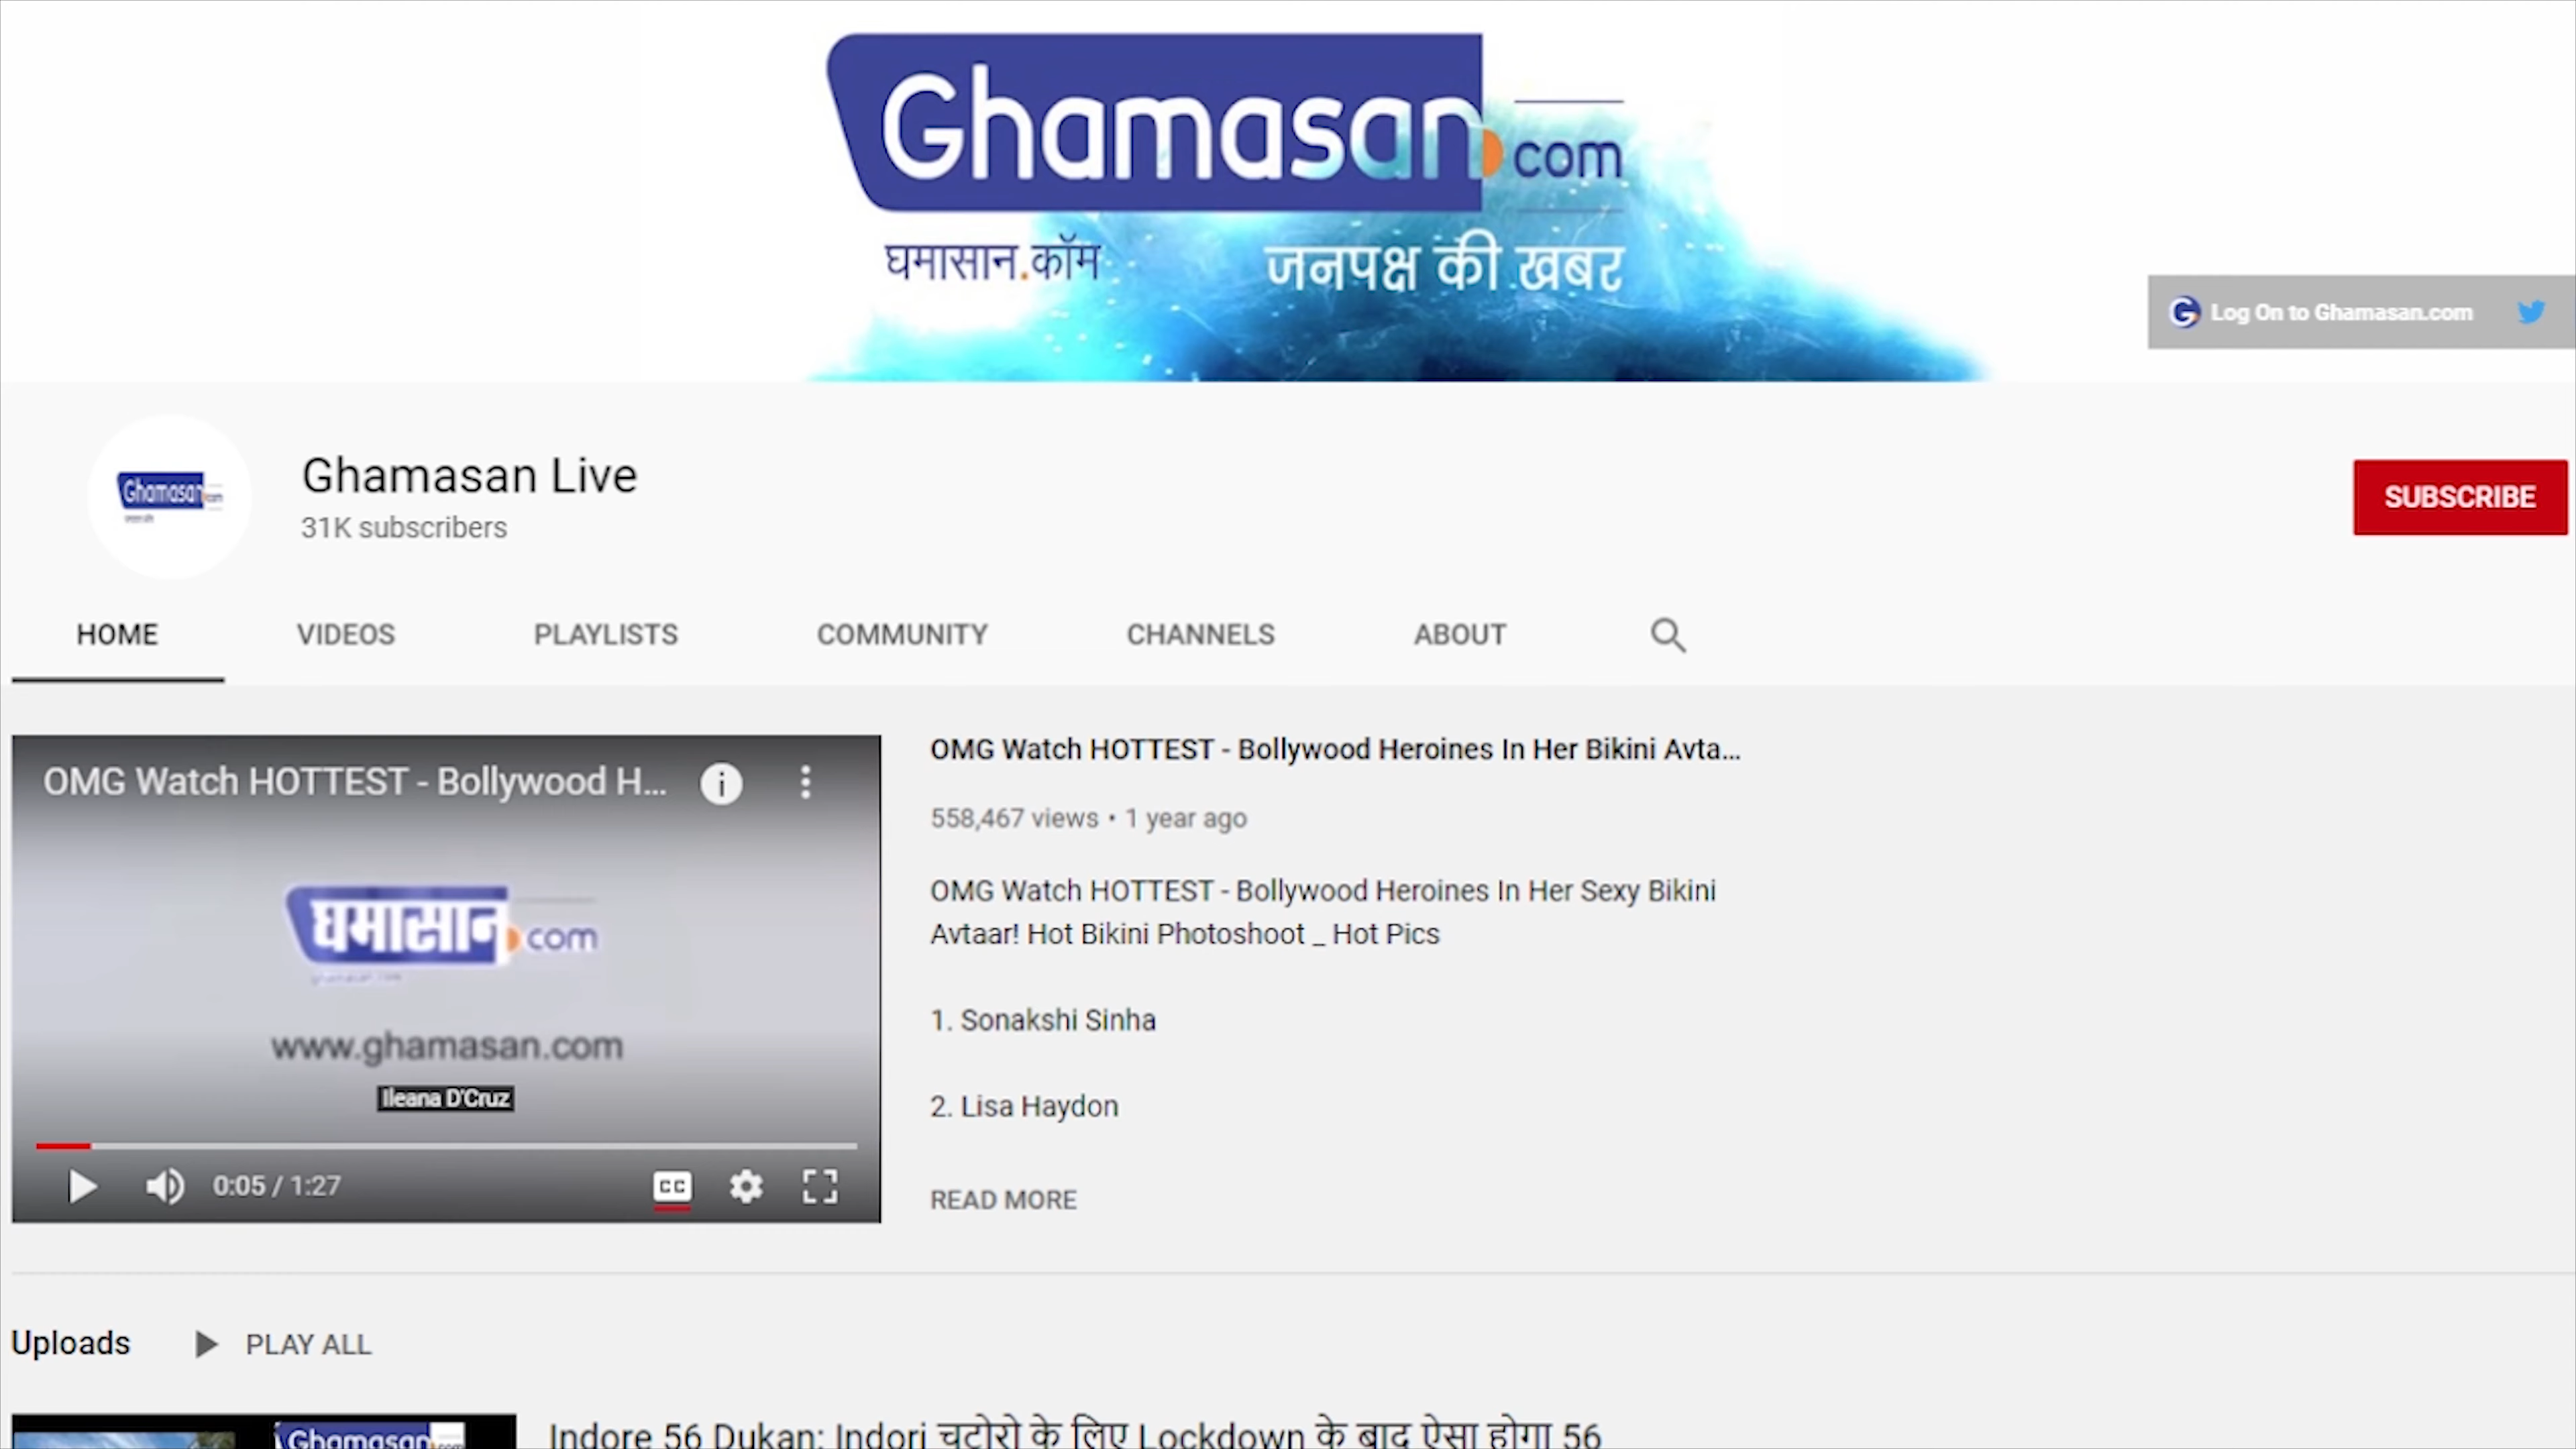 Ghamasan.com
घमासान.कॉम
जनपक्ष की खबर
Log On to Ghamasan.com
Ghamasan
Ghamasan Live
31K subscribers
SUBSCRIBE
HOME
VIDEOS
PLAYLISTS
COMMUNITY
CHANNELS
ABOUT
OMG Watch HOTTEST - Bollywood H...
घमासान.com
www.ghamasan.com
Ileana D'Cruz
0:05 / 1:27
CC
OMG Watch HOTTEST - Bollywood Heroines In Her Bikini Avta...
558,467 views • 1 year ago
OMG Watch HOTTEST - Bollywood Heroines In Her Sexy Bikini
Avtaar! Hot Bikini Photoshoot _ Hot Pics
1. Sonakshi Sinha
2. Lisa Haydon
READ MORE
Uploads
PLAY ALL
Ghamasan.com
Indore 56 Dukan: Indori चटोरो के लिए Lockdown के बाद ऐसा होगा 56